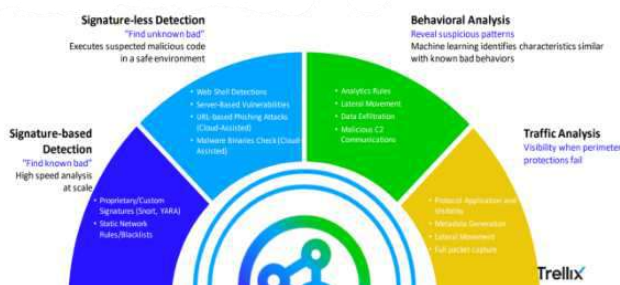 Signature-less Detection
"Find unknown bad"
Executes suspected malicious code
in a safe environment
Behavioral Analysis
Reveal suspicious patterns
Machine learning identifies characteristics similar
with known bad behaviors
• Web Shell Detections
• Server-Based Vulnerabilities
• URL-based Phishing Attacks
(Cloud-Assisted)
• Malware Binaries Check (Cloud-
Assisted)
• Analytics Rules
• Lateral Movement
• Data Exfiltration
• Malicious C2
Communications
Signature-based
Detection
"Find known bad"
High speed analysis
at scale
Traffic Analysis
Visibility when perimeter
protections fail
• Proprietary/Custom
Signatures (Snort, YARA)
• Static Network
Rules/Blacklists
• Protocol Application and
Visibility
• Metadata Generation
• Lateral Movement
• Full packet capture
Trellix